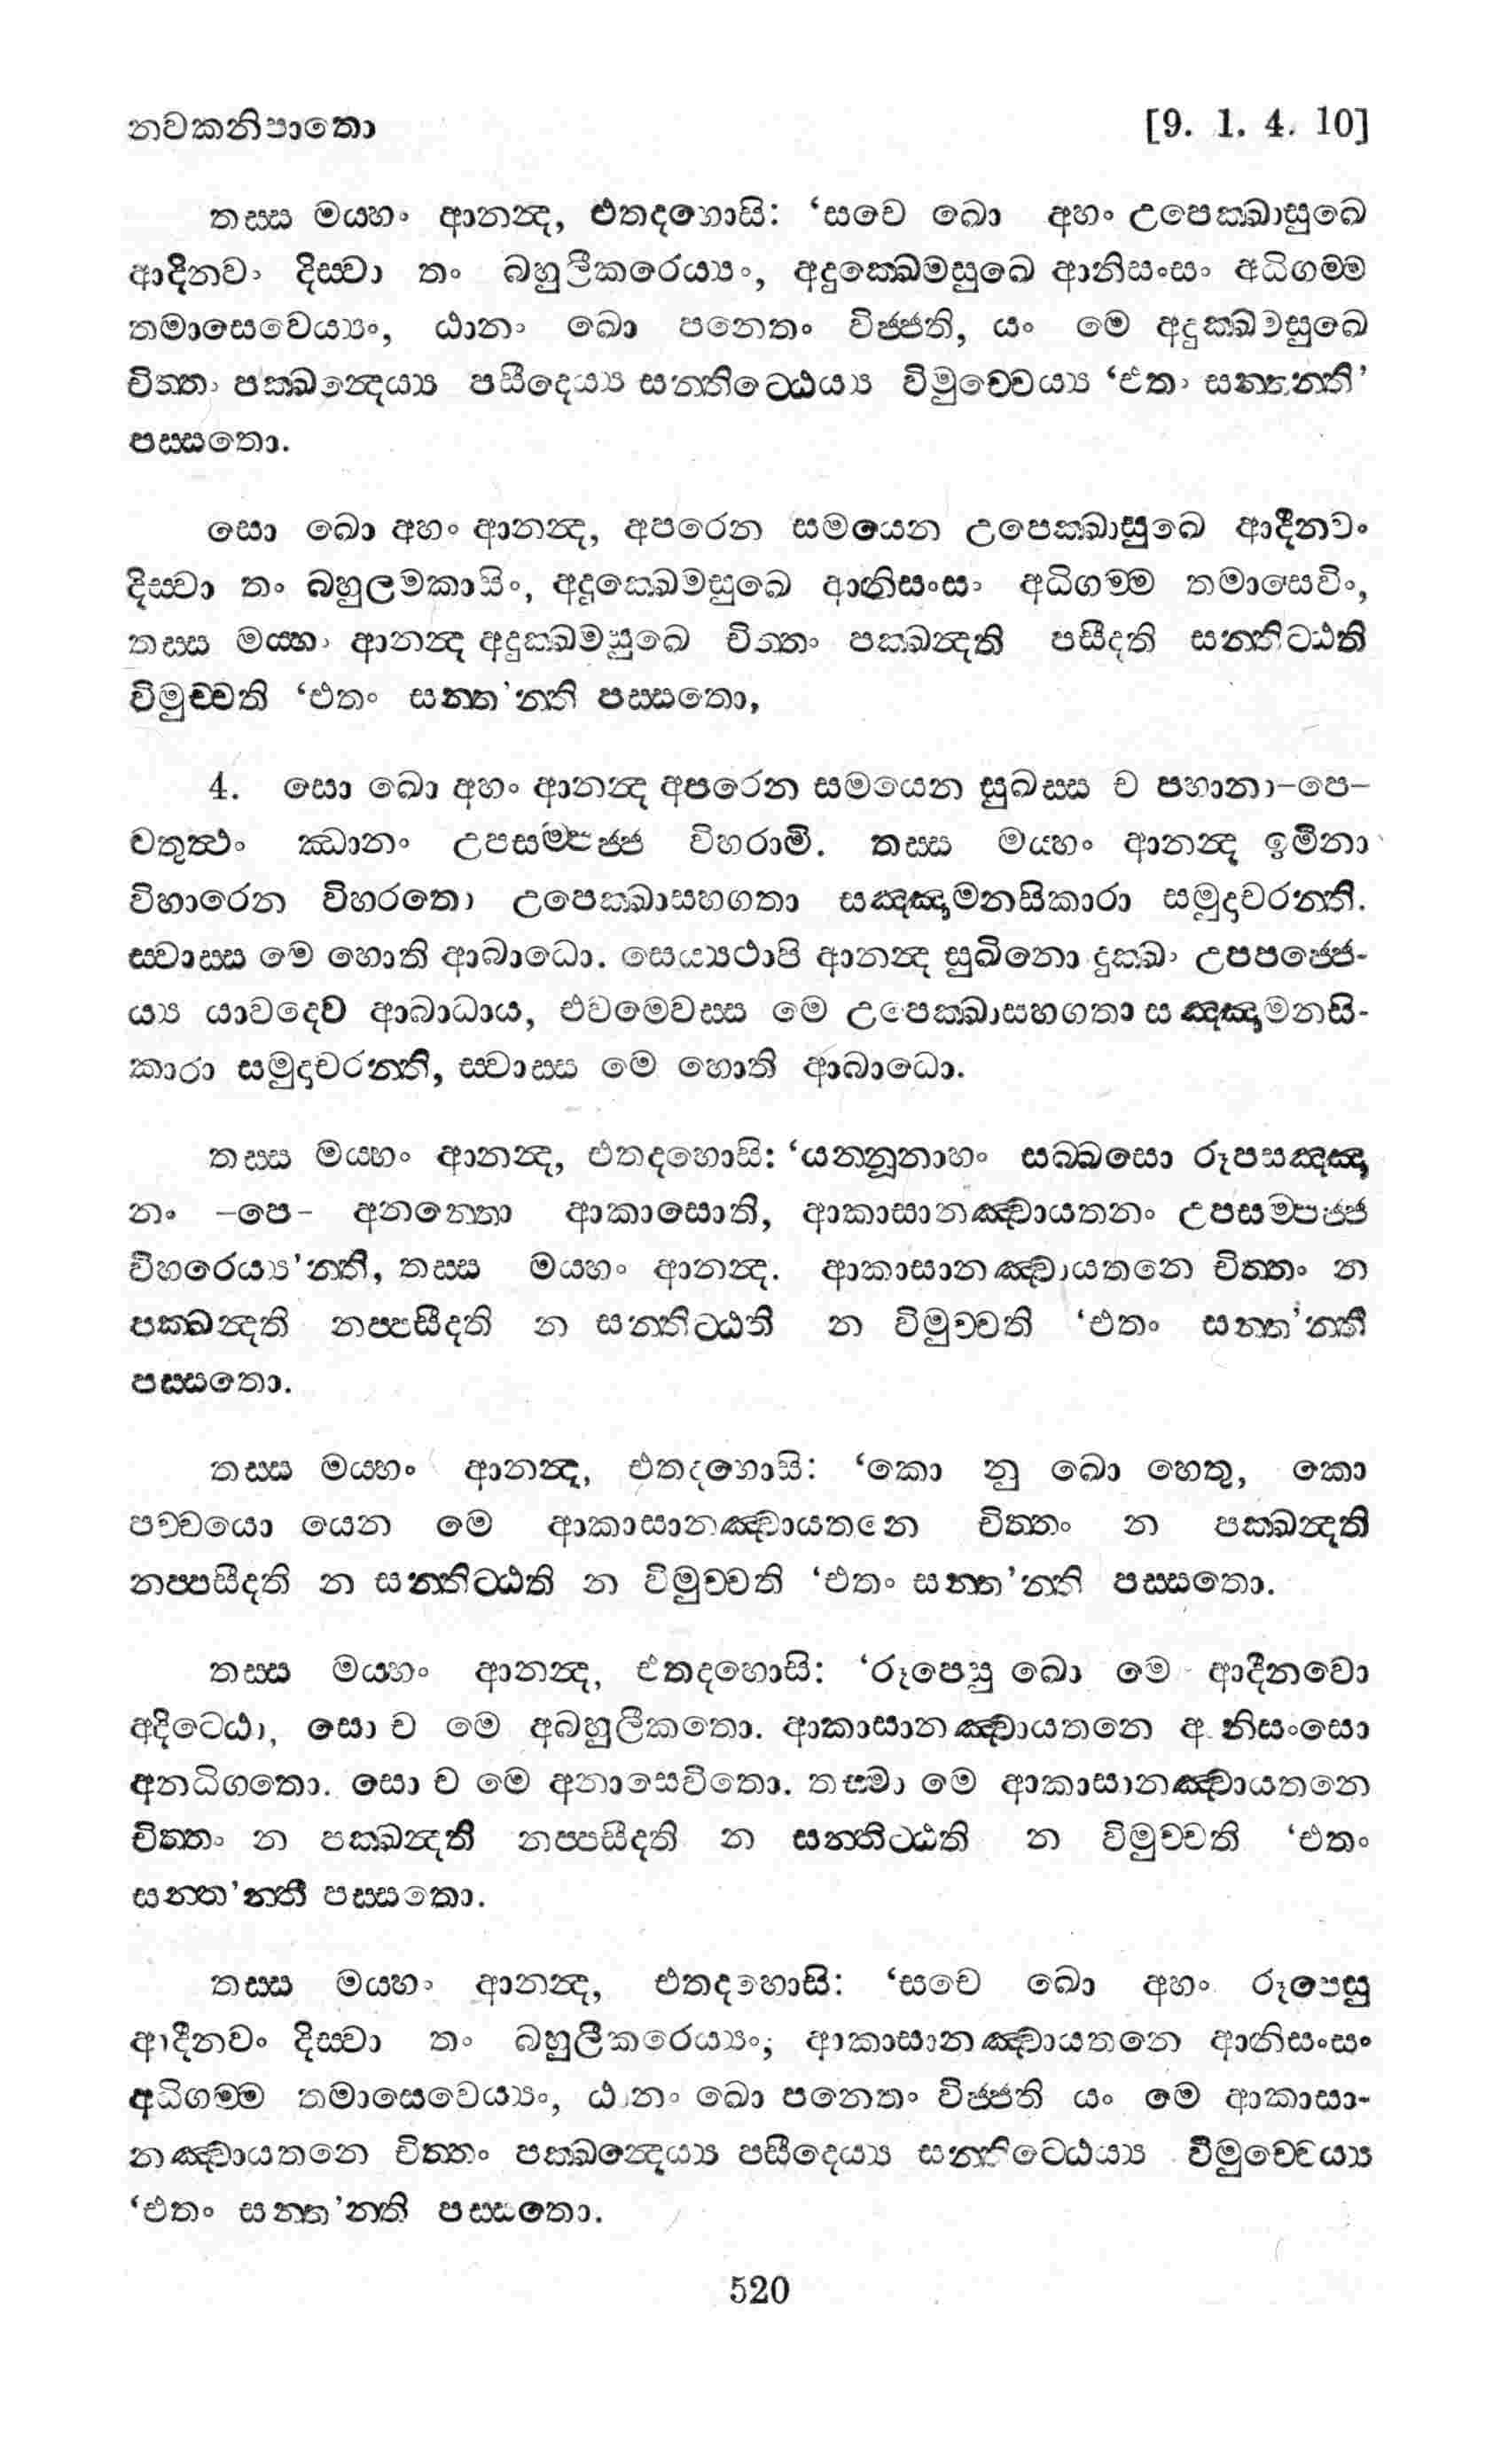 නවකනිපාතො [9. 1. 4. 10]
තස්ස මය්හං ආනන්ද, එතදහොසි: ‘සචෙ ඛො අහං උපෙක්ඛාසුඛෙ
ආදීනවං දිස්වා තං බහුලීකරෙය්‍යං, අදුක්ඛමසුඛෙ ආනිසංසං අධිගම්ම
තමාසෙවෙය්‍යං, ඨානං ඛො පනෙතං විජ්ජති, යං මෙ අදුක්ඛමසුඛෙ
චිත්තං පක්ඛන්දෙය්‍ය පසීදෙය්‍ය සන්තිට්ඨෙය්‍ය විමුච්චෙය්‍ය ‘එතං සන්තන්ති’
පස්සතො.
සො ඛො අහං ආනන්ද, අපරෙන සමයෙන උපෙක්ඛාසුඛෙ ආදීනවං
දිස්වා තං බහුලමකාසිං, අදුක්ඛෙමසුඛෙ ආනිසංසං අධිගම්ම තමාසෙවිං,
තස්ස මය්හං ආනන්ද අදුක්ඛමසුඛෙ චිත්තං පක්ඛන්දති පසීදති සන්තිට්ඨති
විමුච්චති ‘එතං සන්ත’න්ති පස්සතො,
4. සො ඛො අහං ආනන්ද අපරෙන සමයෙන සුඛස්ස ච පහානා–පෙ–
චතුත්ථං ඣානං උපසම්පජ්ජ විහරාමි. තස්ස මය්හං ආනන්ද ඉමිනා
විහාරෙන විහරතො උපෙක්ඛාසහගතා සඤ්ඤාමනසිකාරා සමුදාචරන්ති.
ස්වාස්ස මෙ හොති ආබාධො. සෙය්‍යථාපි ආනන්ද සුඛිනො දුක්ඛං උපපජ්ජෙ-
ය්‍ය යාවදෙව ආබාධාය, එවමෙවස්ස මෙ උපෙක්ඛාසහගතා සඤ්ඤාමනසි-
කාරා සමුදාචරන්ති, ස්වාස්ස මෙ හොති ආබාධො.
තස්ස මය්හං ආනන්ද, එතදහොසි: ‘යන්නූනාහං සබ්බසො රූපසඤ්ඤා
නං –පෙ– අනන්තො ආකාසොති, ආකාසානඤ්චායතනං උපසම්පජ්ජ
විහරෙය්‍ය’න්ති, තස්ස මය්හං ආනන්ද. ආකාසානඤ්චායතනෙ චිත්තං න
පක්ඛන්දති නප්පසීදති න සන්තිට්ඨති න විමුච්චති ‘එතං සන්ත’න්ති
පස්සතො.
තස්ස මය්හං ආනන්ද, එතදහොසි: ‘කො නු ඛො හෙතු, කො
පච්චයො යෙන මෙ ආකාසානඤ්චායතනෙ චිත්තං න පක්ඛන්දති
නප්පසීදති න සන්තිට්ඨති න විමුච්චති ‘එතං සන්ත’න්ති පස්සතො.
තස්ස මය්හං ආනන්ද, එතදහොසි: ‘රූපෙසු ඛො මෙ ආදීනවො
අදිට්ඨො, සො ච මෙ අබහුලීකතො. ආකාසානඤ්චායතනෙ ආනිසංසො
අනධිගතො. සො ච මෙ අනාසෙවිතො. තස්මා මෙ ආකාසානඤ්චායතනෙ
චිත්තං න පක්ඛන්දති නප්පසීදති න සන්තිට්ඨති න විමුච්චති ‘එතං
සන්ත’න්ති පස්සතො.
තස්ස මය්හං ආනන්ද, එතදහොසි: ‘සචෙ ඛො අහං රූපෙසු
ආදීනවං දිස්වා තං බහුලීකරෙය්‍යං; ආකාසානඤ්චායතනෙ ආනිසංසං
අධිගම්ම තමාසෙවෙය්‍යං, ඨානං ඛො පනෙතං විජ්ජති යං මෙ ආකාසා-
නඤ්චායතනෙ චිත්තං පක්ඛන්දෙය්‍ය පසීදෙය්‍ය සන්තිට්ඨෙය්‍ය විමුච්චෙය්‍ය
‘එතං සන්ත’න්ති පස්සතො.
520